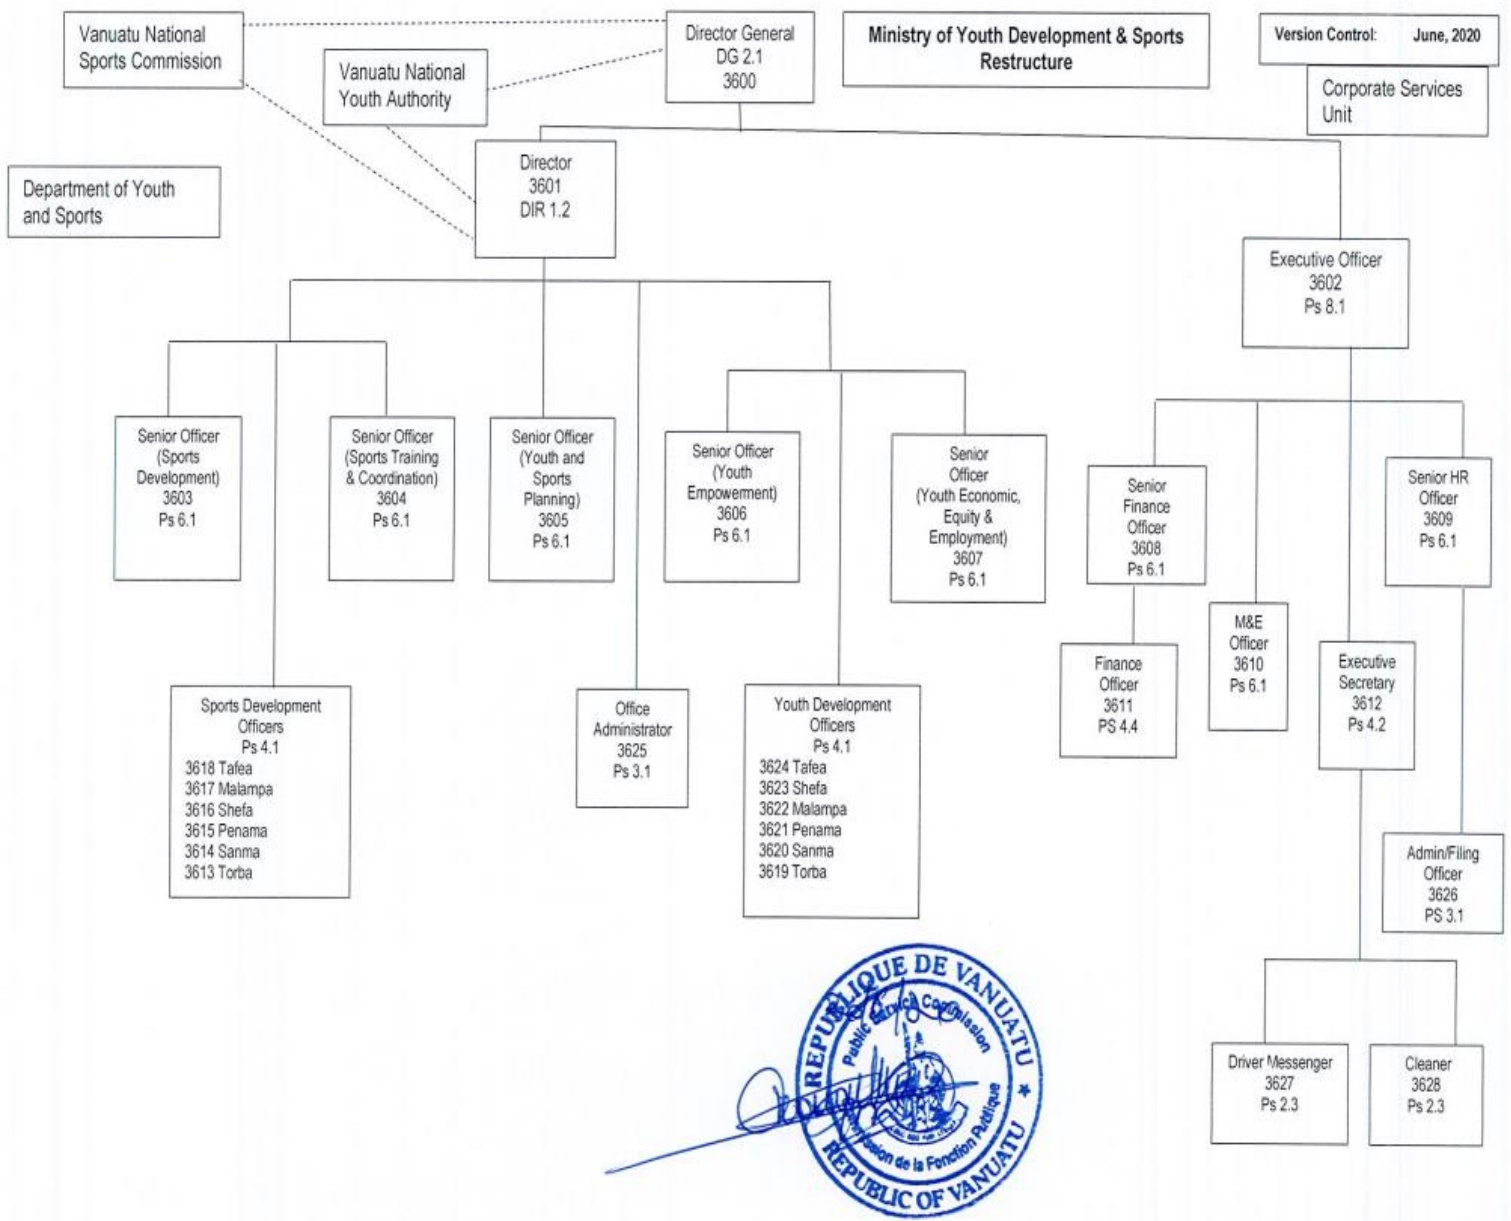 Vanuatu National
Sports Commission
Vanuatu National
Youth Authority
Director General
DG 2.1
3600
Ministry of Youth Development & Sports
Restructure
Version Control: June, 2020
Corporate Services
Unit
Department of Youth
and Sports
Director
3601
DIR 1.2
Executive Officer
3602
Ps 8.1
Senior Officer
(Sports
Development)
3603
Ps 6.1
Senior Officer
(Sports Training
& Coordination)
3604
Ps 6.1
Senior Officer
(Youth and
Sports
Planning)
3605
Ps 6.1
Senior Officer
(Youth
Empowerment)
3606
Ps 6.1
Senior
Officer
(Youth Economic,
Equity &
Employment)
3607
Ps 6.1
Senior
Finance
Officer
3608
Ps 6.1
Senior HR
Officer
3609
Ps 6.1
Finance
Officer
3611
PS 4.4
M&E
Officer
3610
Ps 6.1
Executive
Secretary
3612
Ps 4.2
Sports Development
Officers
Ps 4.1
3618 Tafea
3617 Malampa
3616 Shefa
3615 Penama
3614 Sanma
3613 Torba
Office
Administrator
3625
Ps 3.1
Youth Development
Officers
Ps 4.1
3624 Tafea
3623 Shefa
3622 Malampa
3621 Penama
3620 Sanma
3619 Torba
Admin/Filing
Officer
3626
PS 3.1
Driver Messenger
3627
Ps 2.3
Cleaner
3628
Ps 2.3
REPUBLIQUE DE VANUATU
Public Service Commission
Commission de la Fonction Publique
REPUBLIC OF VANUATU